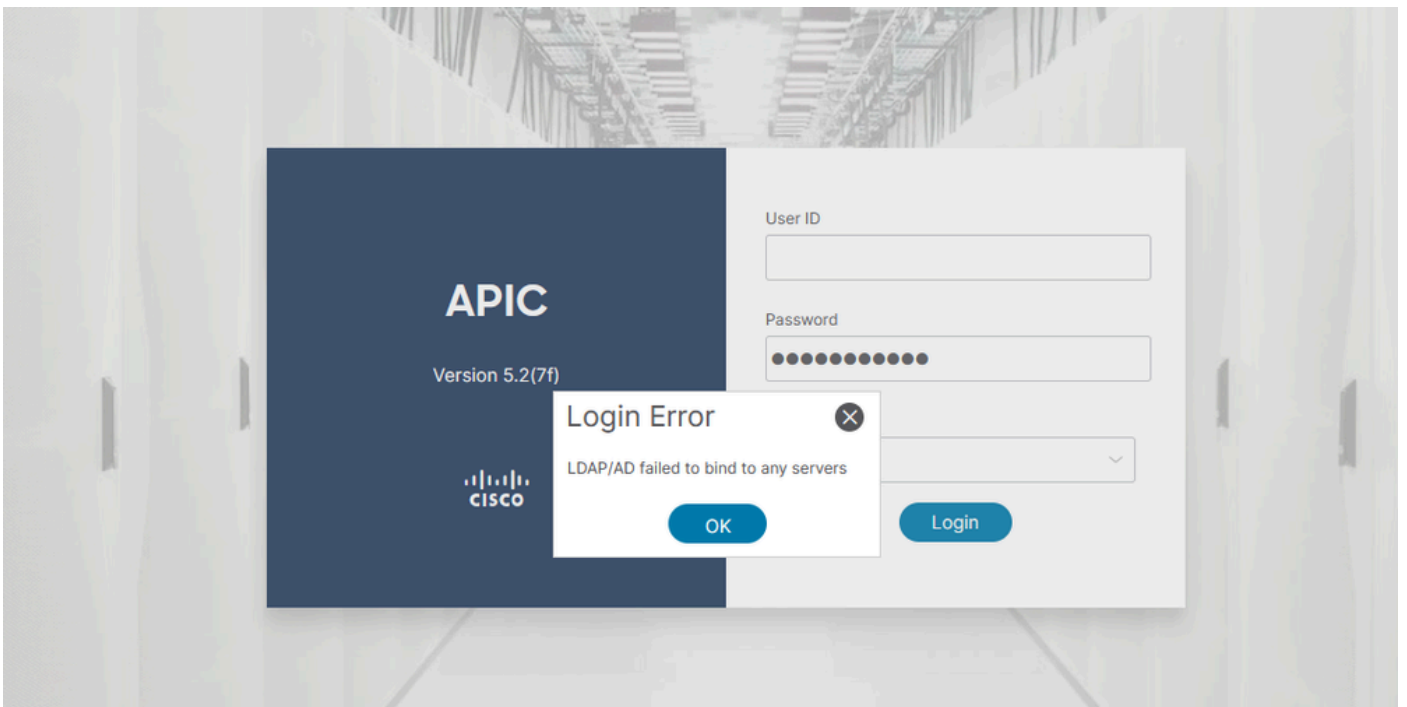 APIC
Version 5.2(7f)
CISCO
User ID
Password
Login Error
LDAP/AD failed to bind to any servers
OK
Login